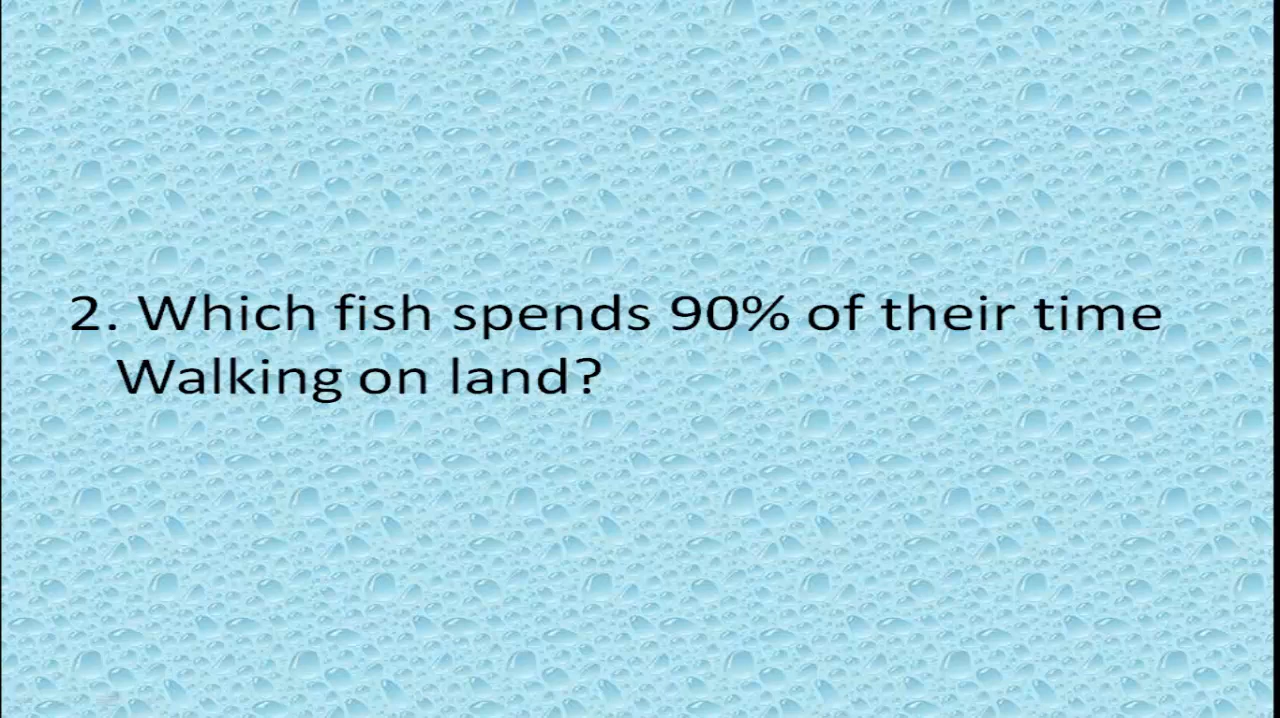 2. Which fish spends 90% of their time
Walking on land?